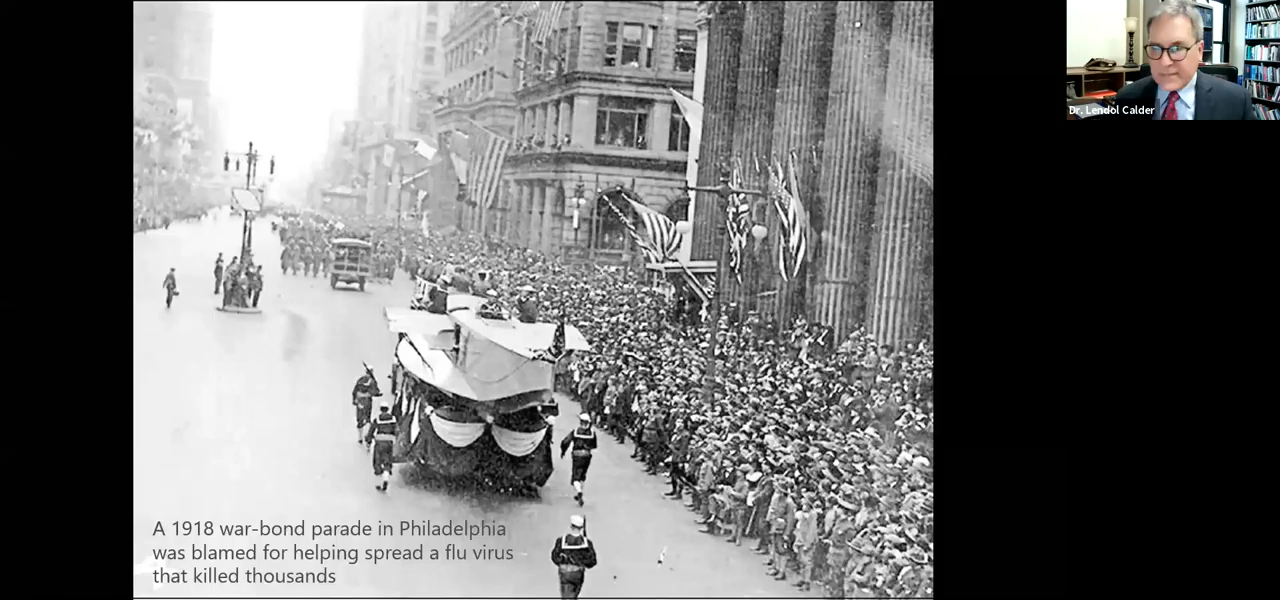 Dr. Lendol Calder
A 1918 war-bond parade in Philadelphia
was blamed for helping spread a flu virus
that killed thousands